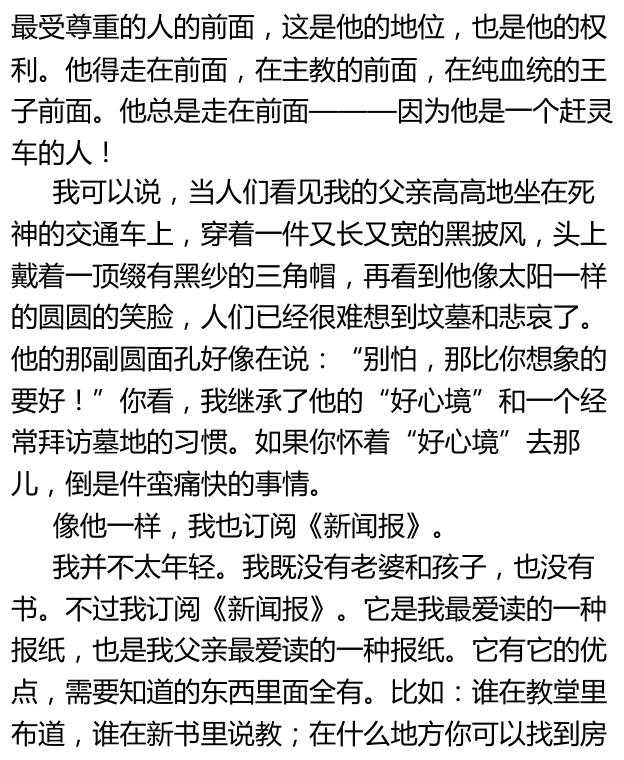 最受尊重的人的前面，这是他的地位，也是他的权
利。他得走在前面，在主教的前面，在纯血统的王
子前面。他总是走在前面———因为他是一个赶灵
车的人！
我可以说，当人们看见我的父亲高高地坐在死
神的交通车上，穿着一件又长又宽的黑披风，头上
戴着一顶缀有黑纱的三角帽，再看到他像太阳一样
的圆圆的笑脸，人们已经很难想到坟墓和悲哀了。
他的那副圆面孔好像在说：“别怕，那比你想象的
要好！”你看，我继承了他的“好心境”和一个经
常拜访墓地的习惯。如果你怀着“好心境”去那
儿，倒是件蛮痛快的事情。
像他一样，我也订阅《新闻报》。
我并不太年轻。我既没有老婆和孩子，也没有
书。不过我订阅《新闻报》。它是我最爱读的一种
报纸，也是我父亲最爱读的一种报纸。它有它的优
点，需要知道的东西里面全有。比如：谁在教堂里
布道，谁在新书里说教；在什么地方你可以找到房